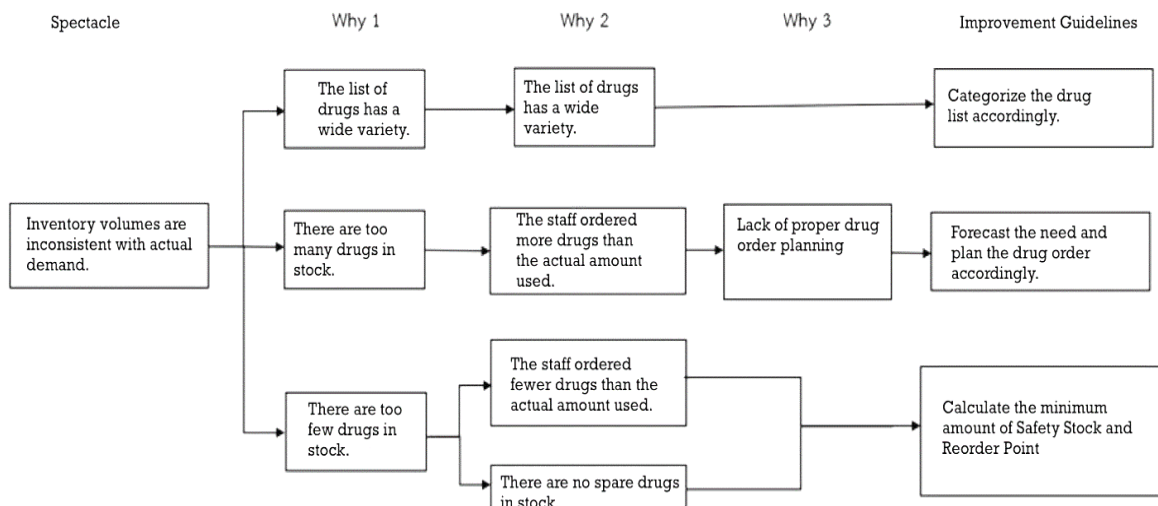 Spectacle
Why 1
Why 2
Why 3
Improvement Guidelines
The list of
drugs has a
wide variety.
The list of drugs
has a wide
variety.
Categorize the drug
list accordingly.
Inventory volumes are
inconsistent with actual
demand.
There are too
many drugs in
stock.
The staff ordered
more drugs than
the actual amount
used.
Lack of proper drug
order planning
Forecast the need and
plan the drug order
accordingly.
There are too
few drugs in
stock.
The staff ordered
fewer drugs than the
actual amount used.
There are no spare drugs
in stock
Calculate the minimum
amount of Safety Stock and
Reorder Point